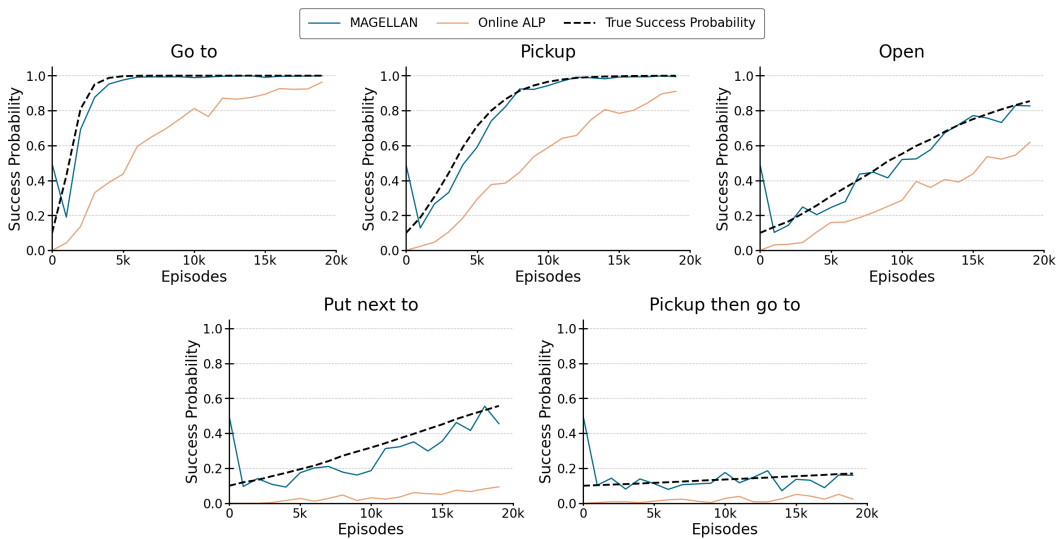 MAGELLAN Online ALP True Success Probability
Go to
Success Probability
1.0
0.8
0.6
0.4
0.2
0.0
0 5k 10k 15k 20k
Episodes
Pickup
Success Probability
1.0
0.8
0.6
0.4
0.2
0.0
0 5k 10k 15k 20k
Episodes
Open
Success Probability
1.0
0.8
0.6
0.4
0.2
0.0
0 5k 10k 15k 20k
Episodes
Put next to
Success Probability
1.0
0.8
0.6
0.4
0.2
0.0
0 5k 10k 15k 20k
Episodes
Pickup then go to
Success Probability
1.0
0.8
0.6
0.4
0.2
0.0
0 5k 10k 15k 20k
Episodes